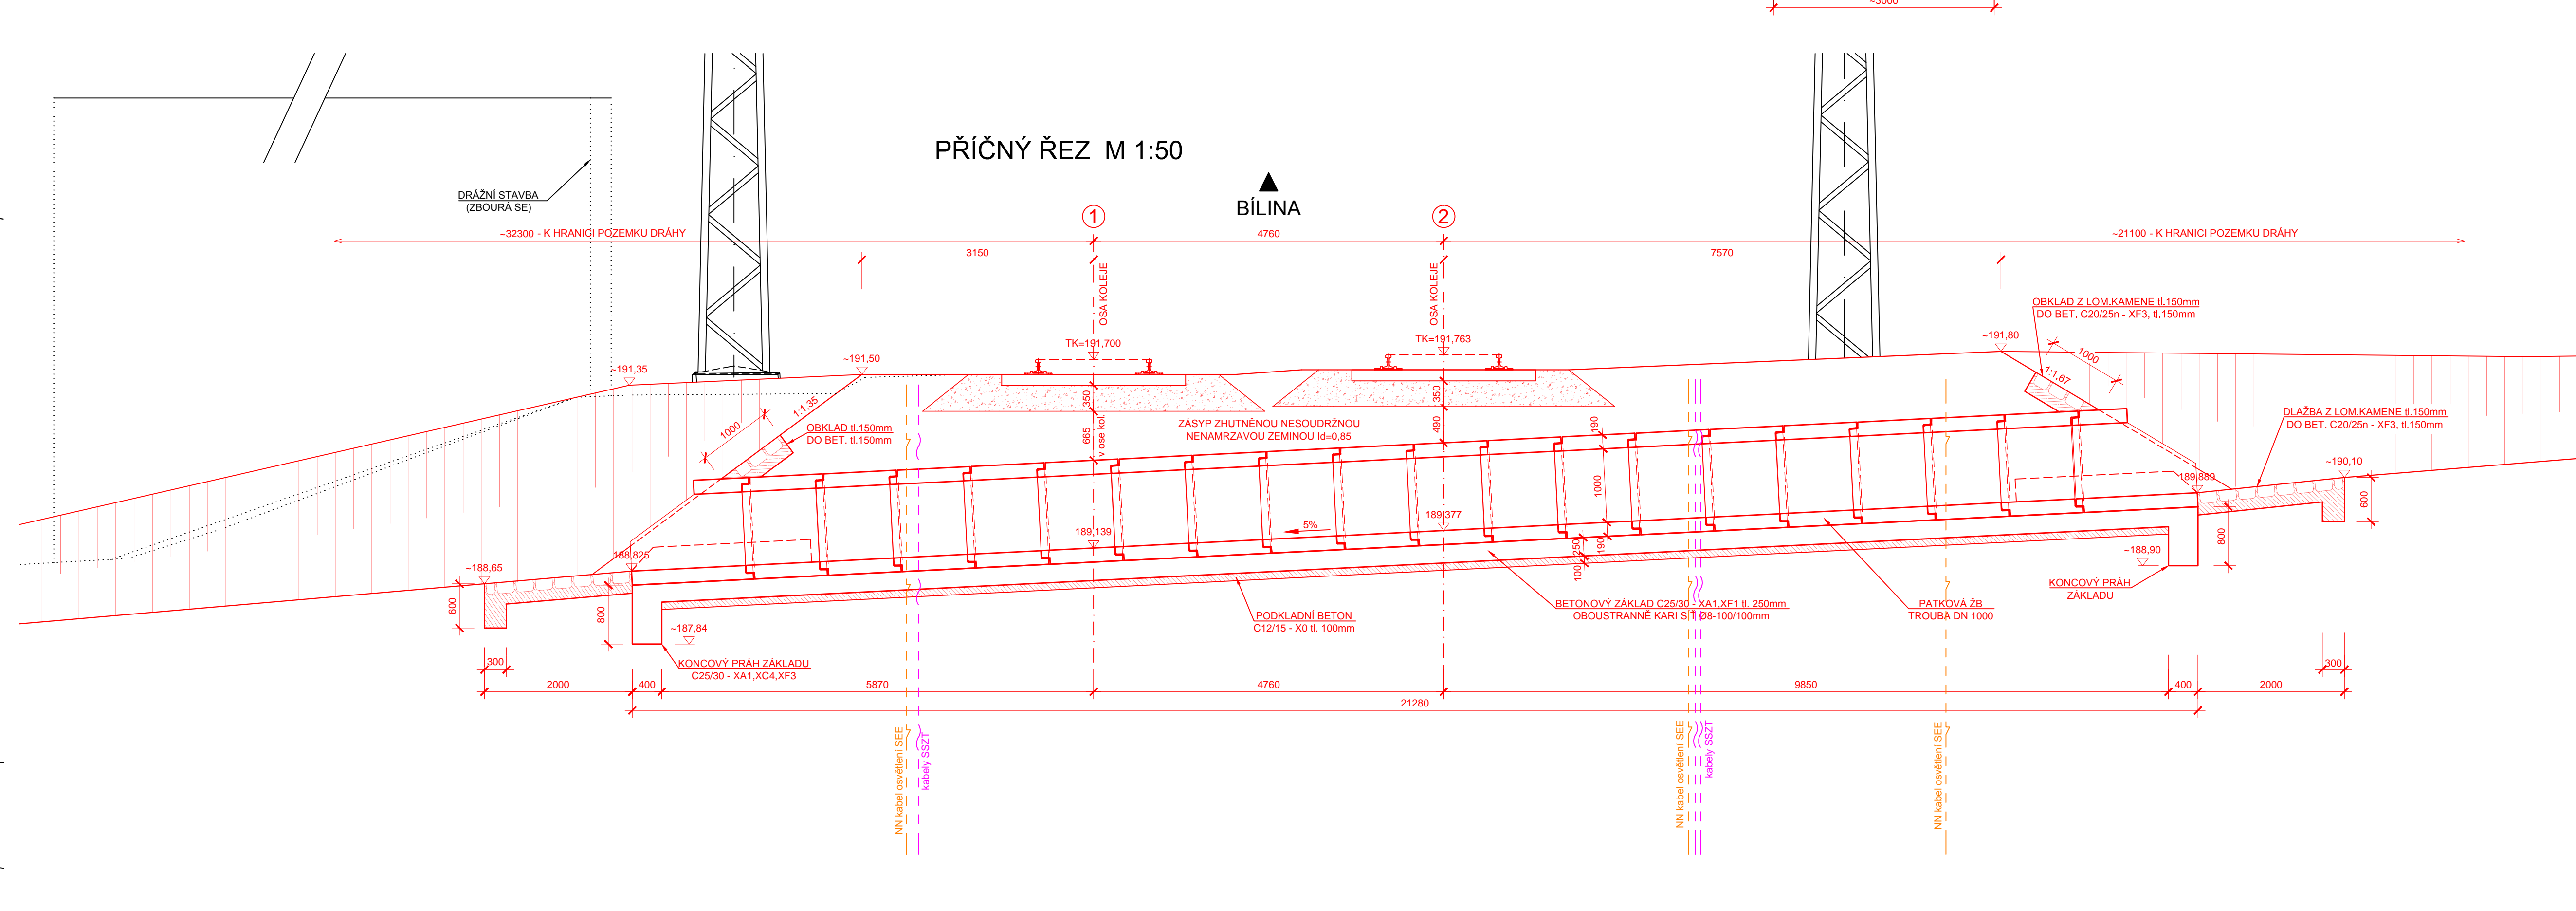 ~3000
PŘÍČNÝ ŘEZ M 1:50
BÍLINA
DRÁŽNÍ STAVBA
(ZBOURÁ SE)
1
2
~32300 - K HRANICI POZEMKU DRÁHY
4760
~21100 - K HRANICI POZEMKU DRÁHY
3150
7570
OSA KOLEJE
OSA KOLEJE
OBKLAD Z LOM.KAMENE tl.150mm
DO BET. C20/25n - XF3, tl.150mm
TK=191,700
TK=191,763
~191,80
~191,50
~191,35
1000
1:1,67
1:1,35
1000
350
350
665
v ose kol.
490
190
OBKLAD tl.150mm
DO BET. tl.150mm
ZÁSYP ZHUTNĚNOU NESOUDRŽNOU
NENAMRZAVOU ZEMINOU Id=0,85
DLAŽBA Z LOM.KAMENE tl.150mm
DO BET. C20/25n - XF3, tl.150mm
~190,10
189,889
1000
600
800
5%
189,377
189,139
188,825
~188,65
250
190
100
~188,90
KONCOVÝ PRÁH
ZÁKLADU
600
800
~187,84
PODKLADNÍ BETON
C12/15 - X0 tl. 100mm
BETONOVÝ ZÁKLAD C25/30 - XA1,XF1 tl. 250mm
OBOUSTRANNĚ KARI SÍŤ Ø8-100/100mm
PATKOVÁ ŽB
TROUBA DN 1000
KONCOVÝ PRÁH ZÁKLADU
C25/30 - XA1,XC4,XF3
300
300
2000
400
5870
4760
9850
400
2000
21280
NN kabel osvětlení SEE
kabely SSZT
NN kabel osvětlení SEE
kabely SSZT
NN kabel osvětlení SEE